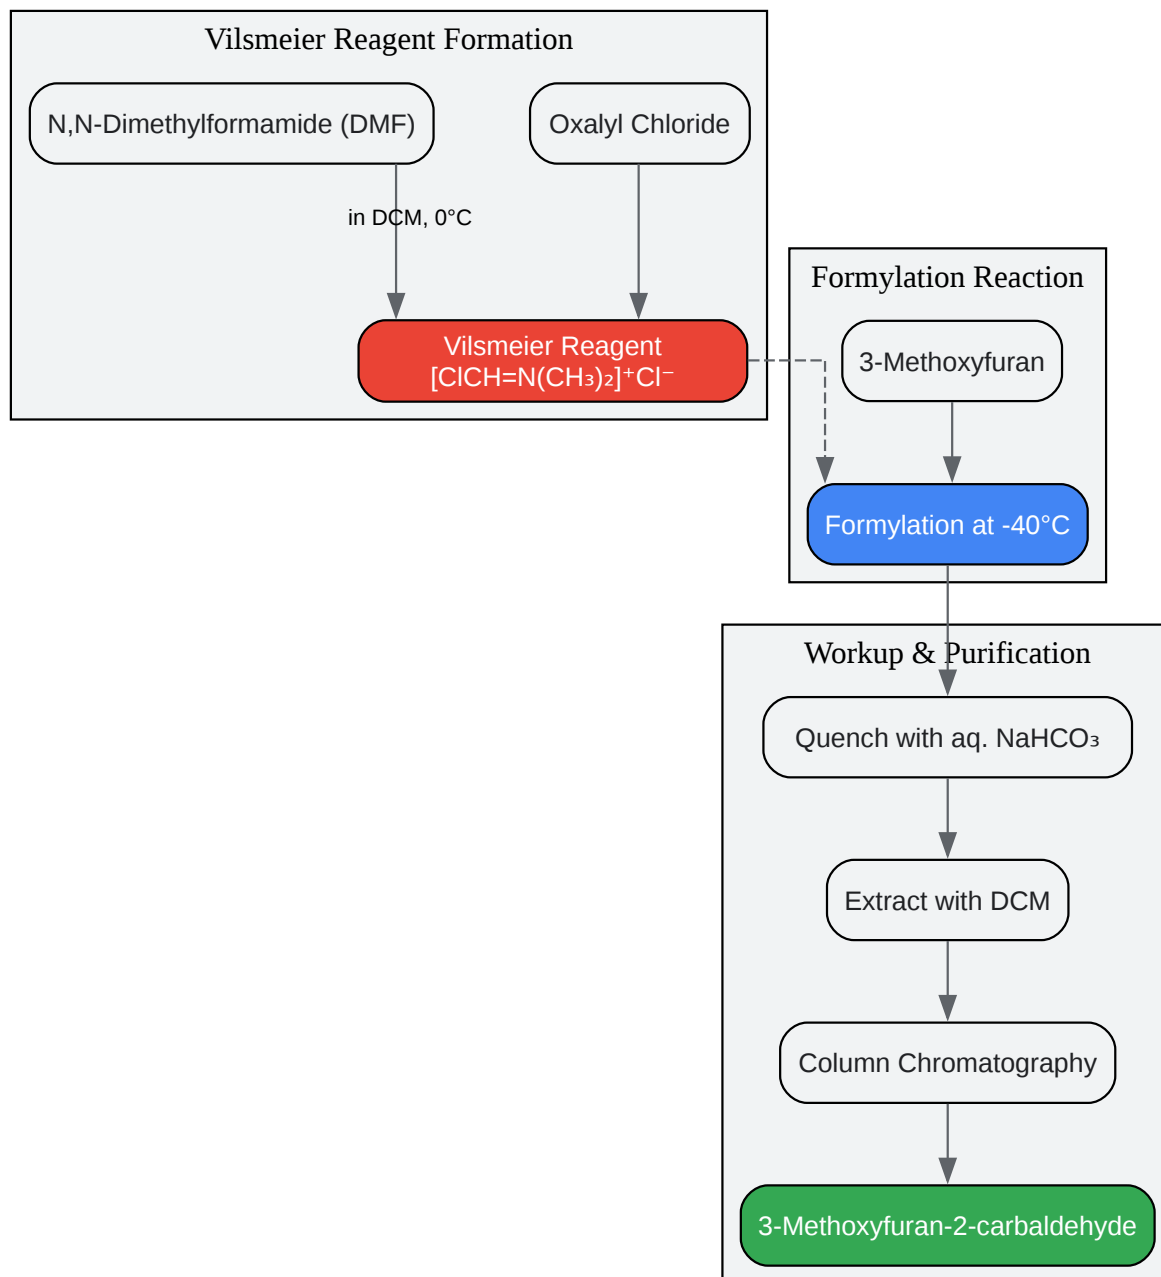 Vilsmeier Reagent Formation
N,N-Dimethylformamide (DMF)
Oxalyl Chloride
in DCM, 0°C
Vilsmeier Reagent
[ClCH=N(CH₃)₂]⁺Cl⁻
Formylation Reaction
3-Methoxyfuran
Formylation at -40°C
Workup & Purification
Quench with aq. NaHCO₃
Extract with DCM
Column Chromatography
3-Methoxyfuran-2-carbaldehyde